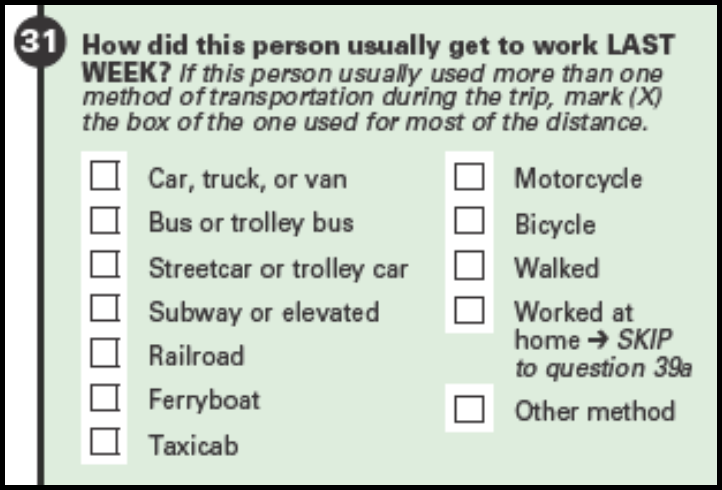 31 How did this person usually get to work LAST
WEEK? If this person usually used more than one
method of transportation during the trip, mark (X)
the box of the one used for most of the distance.
Car, truck, or van
Bus or trolley bus
Streetcar or trolley car
Subway or elevated
Railroad
Ferryboat
Taxicab
Motorcycle
Bicycle
Walked
Worked at
home → SKIP
to question 39a
Other method